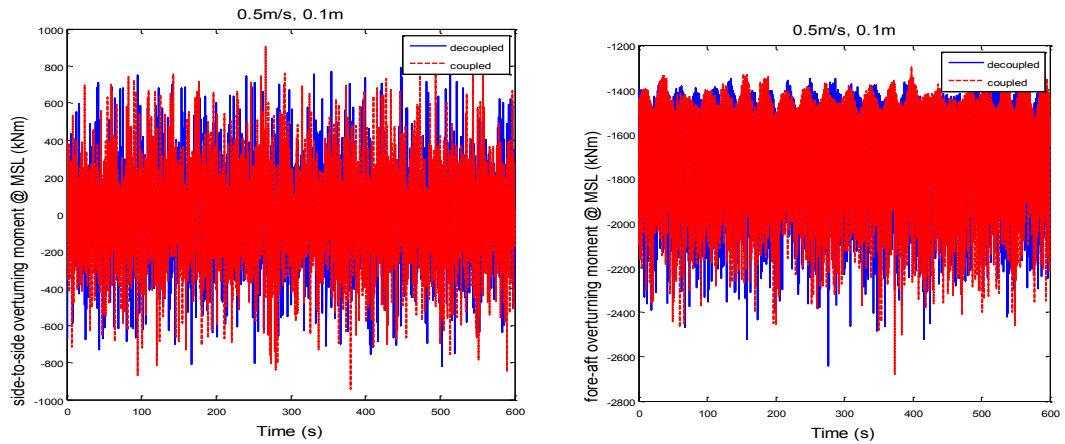 0.5m/s, 0.1m
side-to-side overturning moment @ MSL (kNm)
1000
800
600
400
200
0
-200
-400
-600
-800
-1000
decoupled
coupled
0 100 200 300 400 500 600
Time (s)
0.5m/s, 0.1m
fore-aft overturning moment @ MSL (kNm)
-1200
-1400
-1600
-1800
-2000
-2200
-2400
-2600
-2800
decoupled
coupled
0 100 200 300 400 500 600
Time (s)